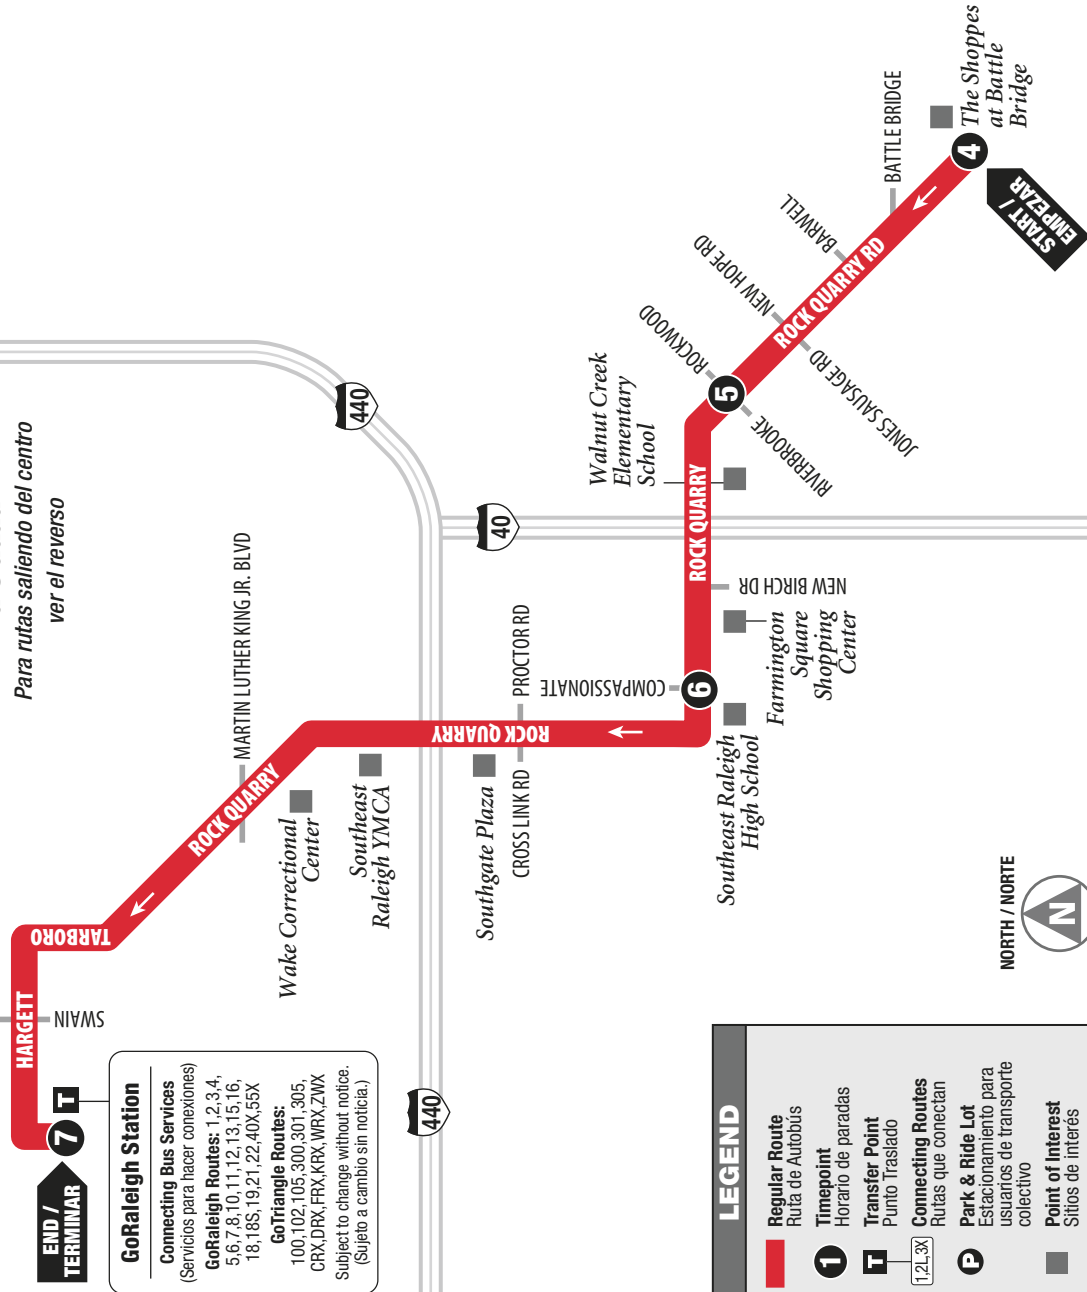 Para rutas saliendo del centro
ver el reverso
END /
TERMINAR
7
T
HARGETT
SWAIN
TARBORO
GoRaleigh Station
Connecting Bus Services
(Servicios para hacer conexiones)
GoRaleigh Routes: 1,2,3,4,
5,6,7,8,10,11,12,13,15,16,
18,18S,19,21,22,40X,55X
GoTriangle Routes:
100,102,105,300,301,305,
CRX,DRX,FRX,KRX,WRX,ZWX
Subject to change without notice.
(Sujeto a cambio sin noticia.)
ROCK QUARRY
MARTIN LUTHER KING JR. BLVD
Wake Correctional
Center
Southeast
Raleigh YMCA
440
440
40
ROCK QUARRY
Southgate Plaza
CROSS LINK RD
PROCTOR RD
COMPASSIONATE
6
Southeast Raleigh
High School
Farmington
Square
Shopping
Center
NEW BIRCH DR
ROCK QUARRY
Walnut Creek
Elementary
School
5
ROCKWOOD
RIVERBROOKE
NEW HOPE RD
JONES SAUSAGE RD
BARWELL
ROCK QUARRY RD
BATTLE BRIDGE
4
The Shoppes
at Battle
Bridge
START /
EMPEZAR
NORTH / NORTE
N
LEGEND
Regular Route
Ruta de Autobús
1
Timepoint
Horario de paradas
T
Transfer Point
Punto Traslado
1,2L,3X
Connecting Routes
Rutas que conectan
P
Park & Ride Lot
Estacionamiento para
usuarios de transporte
colectivo
Point of Interest
Sitios de interés